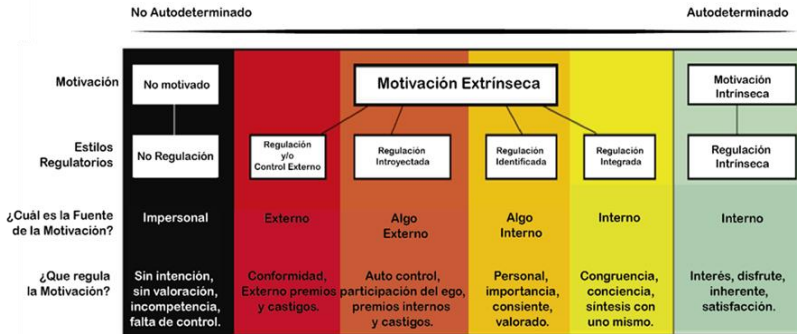 No Autodeterminado
Autodeterminado
Motivación
No motivado
Motivación Extrínseca
Motivación
Intrínseca
Estilos
Regulatorios
No Regulación
Regulación
y/o
Control Externo
Regulación
Introyectada
Regulación
Identificada
Regulación
Integrada
Regulación
Intrínseca
¿Cuál es la Fuente
de la Motivación?
Impersonal
Externo
Algo
Externo
Algo
Interno
Interno
Interno
¿Que regula
la Motivación?
Sin intención,
sin valoración,
incompetencia,
falta de control.
Conformidad,
Externo premios
y castigos.
Auto control,
participación del ego,
premios internos
y castigos.
Personal,
importancia,
consiente,
valorado.
Congruencia,
conciencia,
síntesis con
uno mismo.
Interés, disfrute,
inherente,
satisfacción.